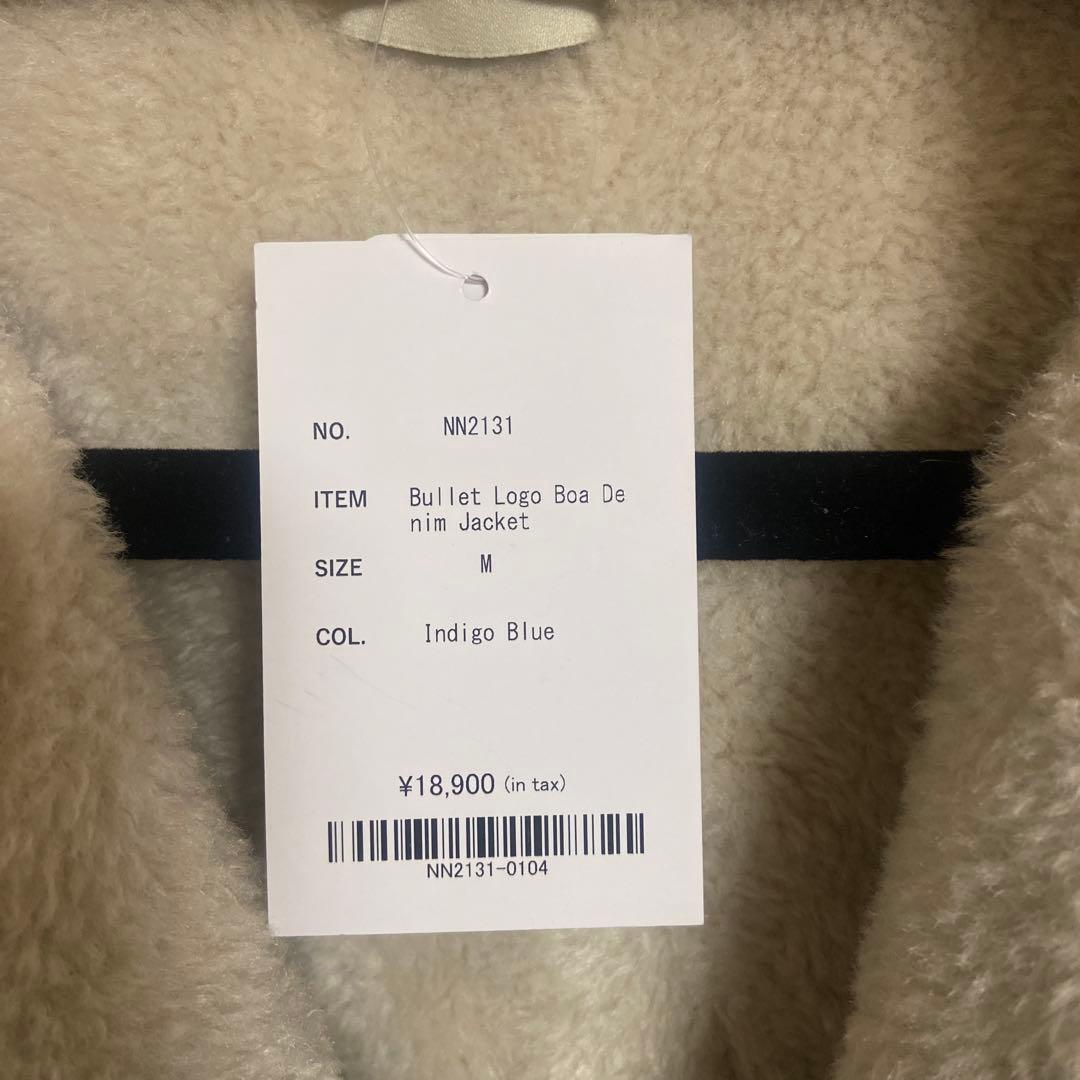 NO. NN2131
ITEM Bullet Logo Boa De
nim Jacket
SIZE M
COL. Indigo Blue
¥18,900 (in tax)
NN2131-0104